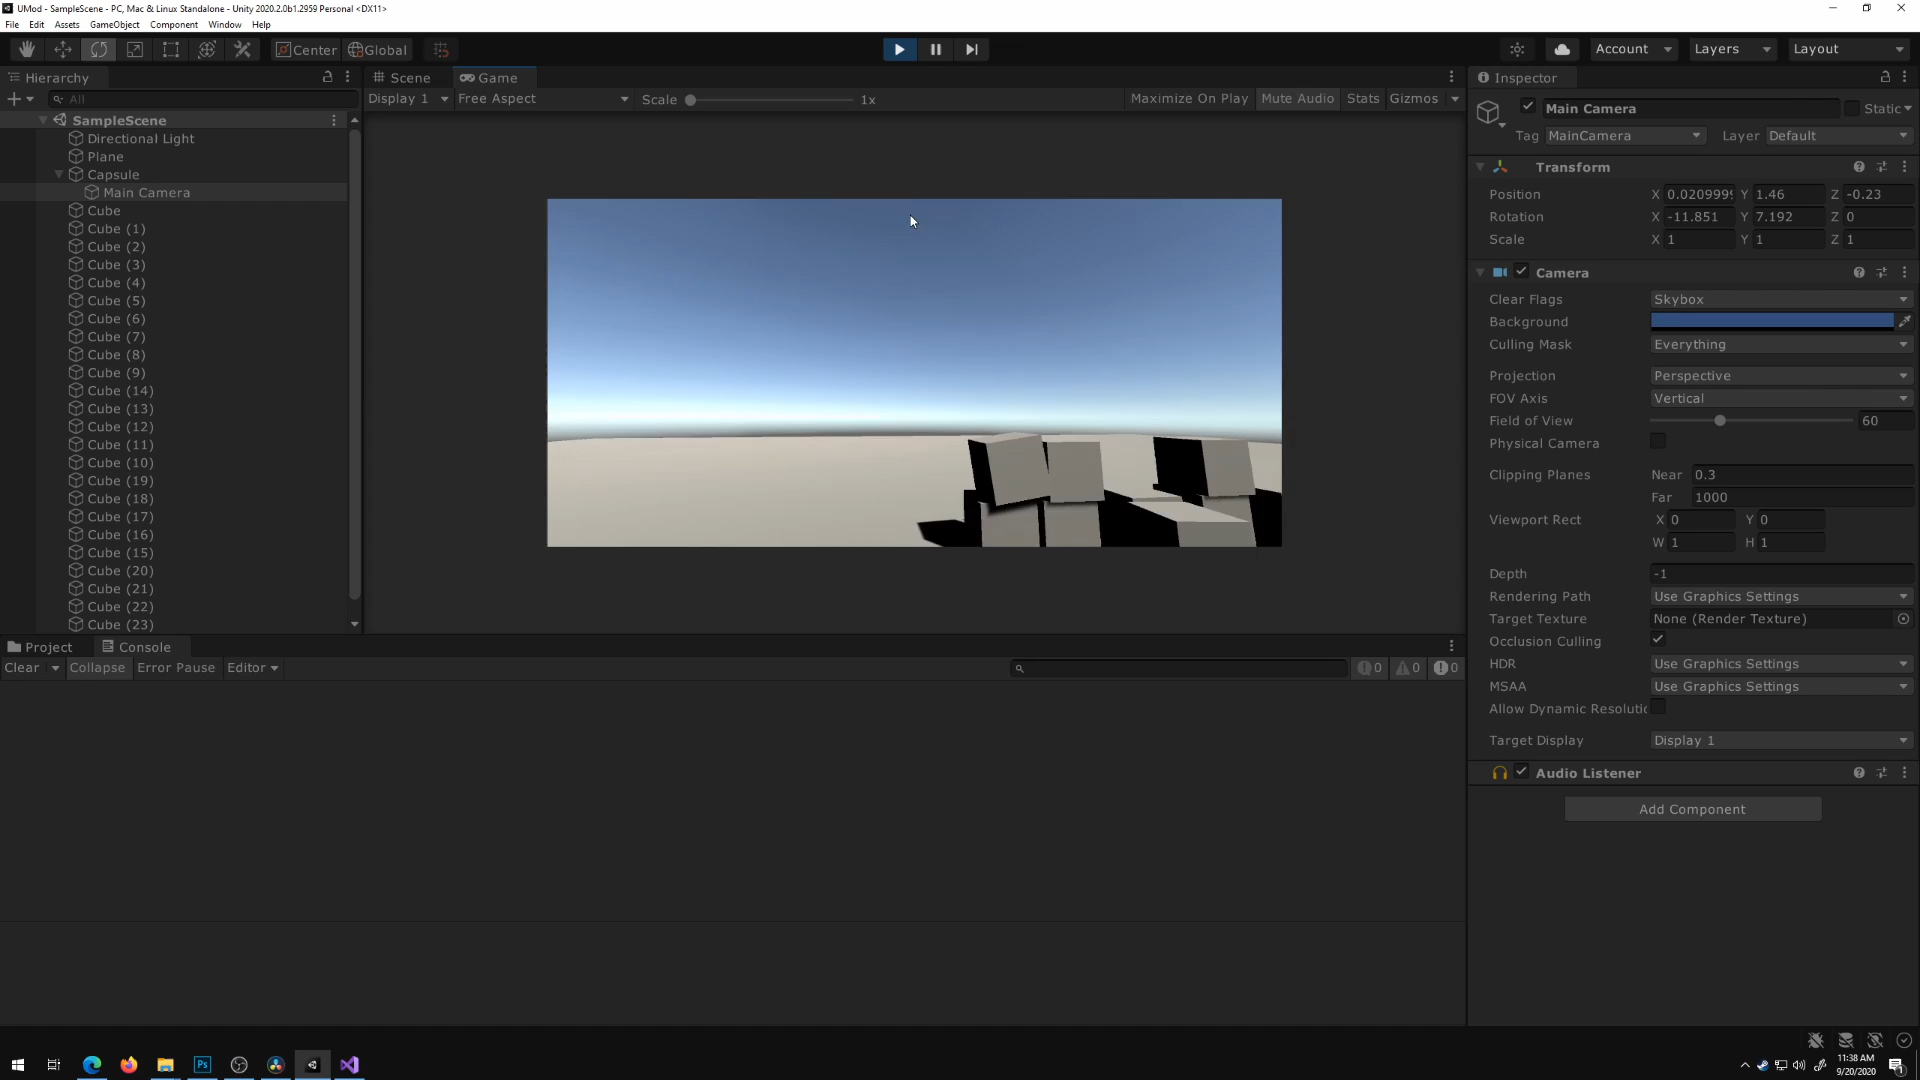 UMod - SampleScene - PC, Mac & Linux Standalone - Unity 2020.2.0b1.2959 Personal <DX11>
File Edit Assets GameObject Component Window Help
Center Global Account Layers Layout
Hierarchy
All
SampleScene
Directional Light
Plane
Capsule
Main Camera
Cube
Cube (1)
Cube (2)
Cube (3)
Cube (4)
Cube (5)
Cube (6)
Cube (7)
Cube (8)
Cube (9)
Cube (14)
Cube (13)
Cube (12)
Cube (11)
Cube (10)
Cube (19)
Cube (18)
Cube (17)
Cube (16)
Cube (15)
Cube (20)
Cube (21)
Cube (22)
Cube (23)
Scene Game
Display 1 Free Aspect Scale 1x Maximize On Play Mute Audio Stats Gizmos
Inspector
Main Camera Static
Tag MainCamera Layer Default
Transform
Position X 0.0209999 Y 1.46 Z -0.23
Rotation X -11.851 Y 7.192 Z 0
Scale X 1 Y 1 Z 1
Camera
Clear Flags Skybox
Background
Culling Mask Everything
Projection Perspective
FOV Axis Vertical
Field of View 60
Physical Camera
Clipping Planes Near 0.3
Far 1000
Viewport Rect X 0 Y 0
W 1 H 1
Depth -1
Rendering Path Use Graphics Settings
Target Texture None (Render Texture)
Occlusion Culling
HDR Use Graphics Settings
MSAA Use Graphics Settings
Allow Dynamic Resolutic
Target Display Display 1
Audio Listener
Add Component
Project Console
Clear Collapse Error Pause Editor 0 0 0
Ps
11:38 AM
9/20/2020
1